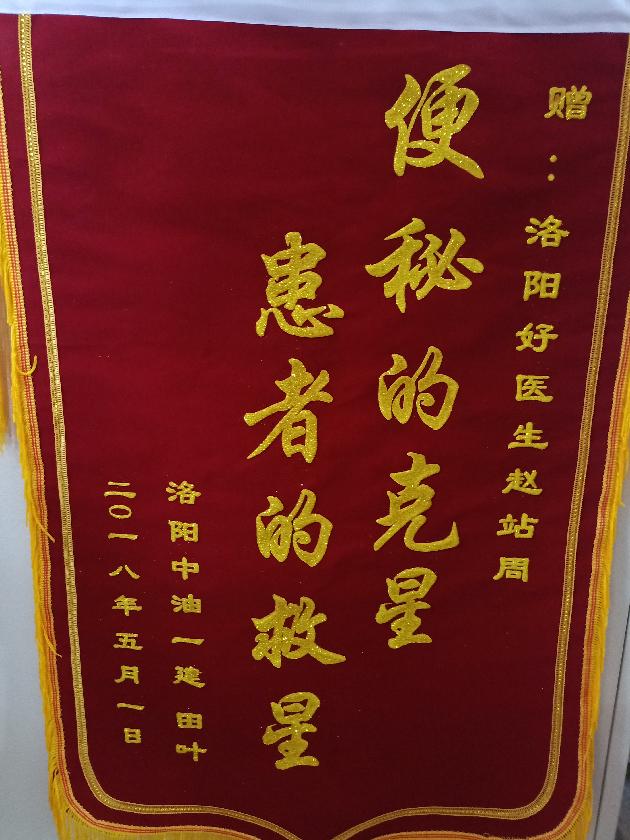 赠：洛阳好医生赵站周
便秘的克星
患者的救星
洛阳中油一建 田叶
二〇一八年五月一日